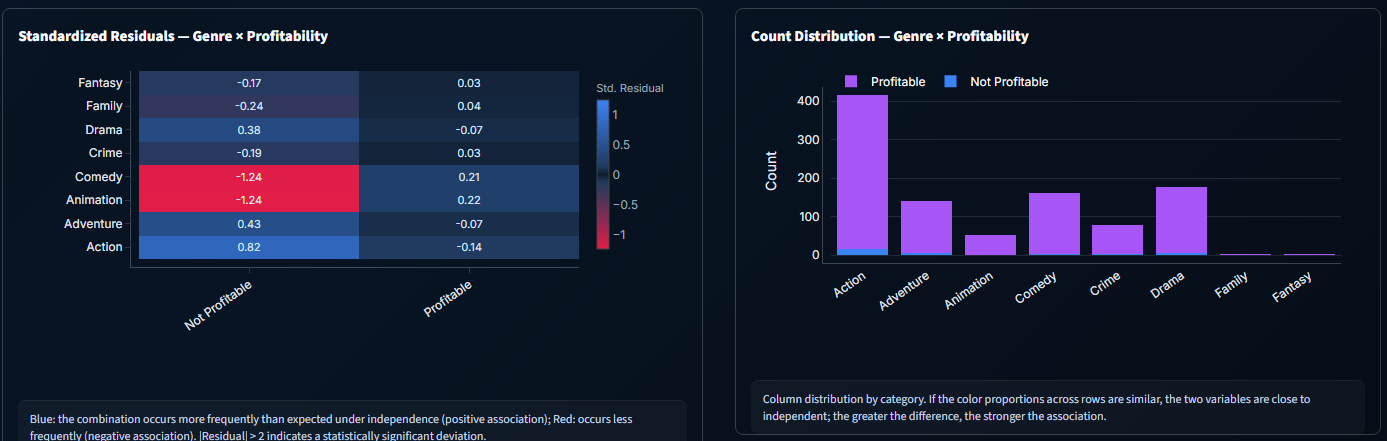 Standardized Residuals — Genre × Profitability
Fantasy −0.17 0.03
Family −0.24 0.04
Drama 0.38 −0.07
Crime −0.19 0.03
Comedy −1.24 0.21
Animation −1.24 0.22
Adventure 0.43 −0.07
Action 0.82 −0.14
Not Profitable Profitable
Std. Residual
1
0.5
0
−0.5
−1
Blue: the combination occurs more frequently than expected under independence (positive association); Red: occurs less
frequently (negative association). |Residual| > 2 indicates a statistically significant deviation.
Count Distribution — Genre × Profitability
Profitable Not Profitable
Count
400
300
200
100
0
Action Adventure Animation Comedy Crime Drama Family Fantasy
Column distribution by category. If the color proportions across rows are similar, the two variables are close to
independent; the greater the difference, the stronger the association.